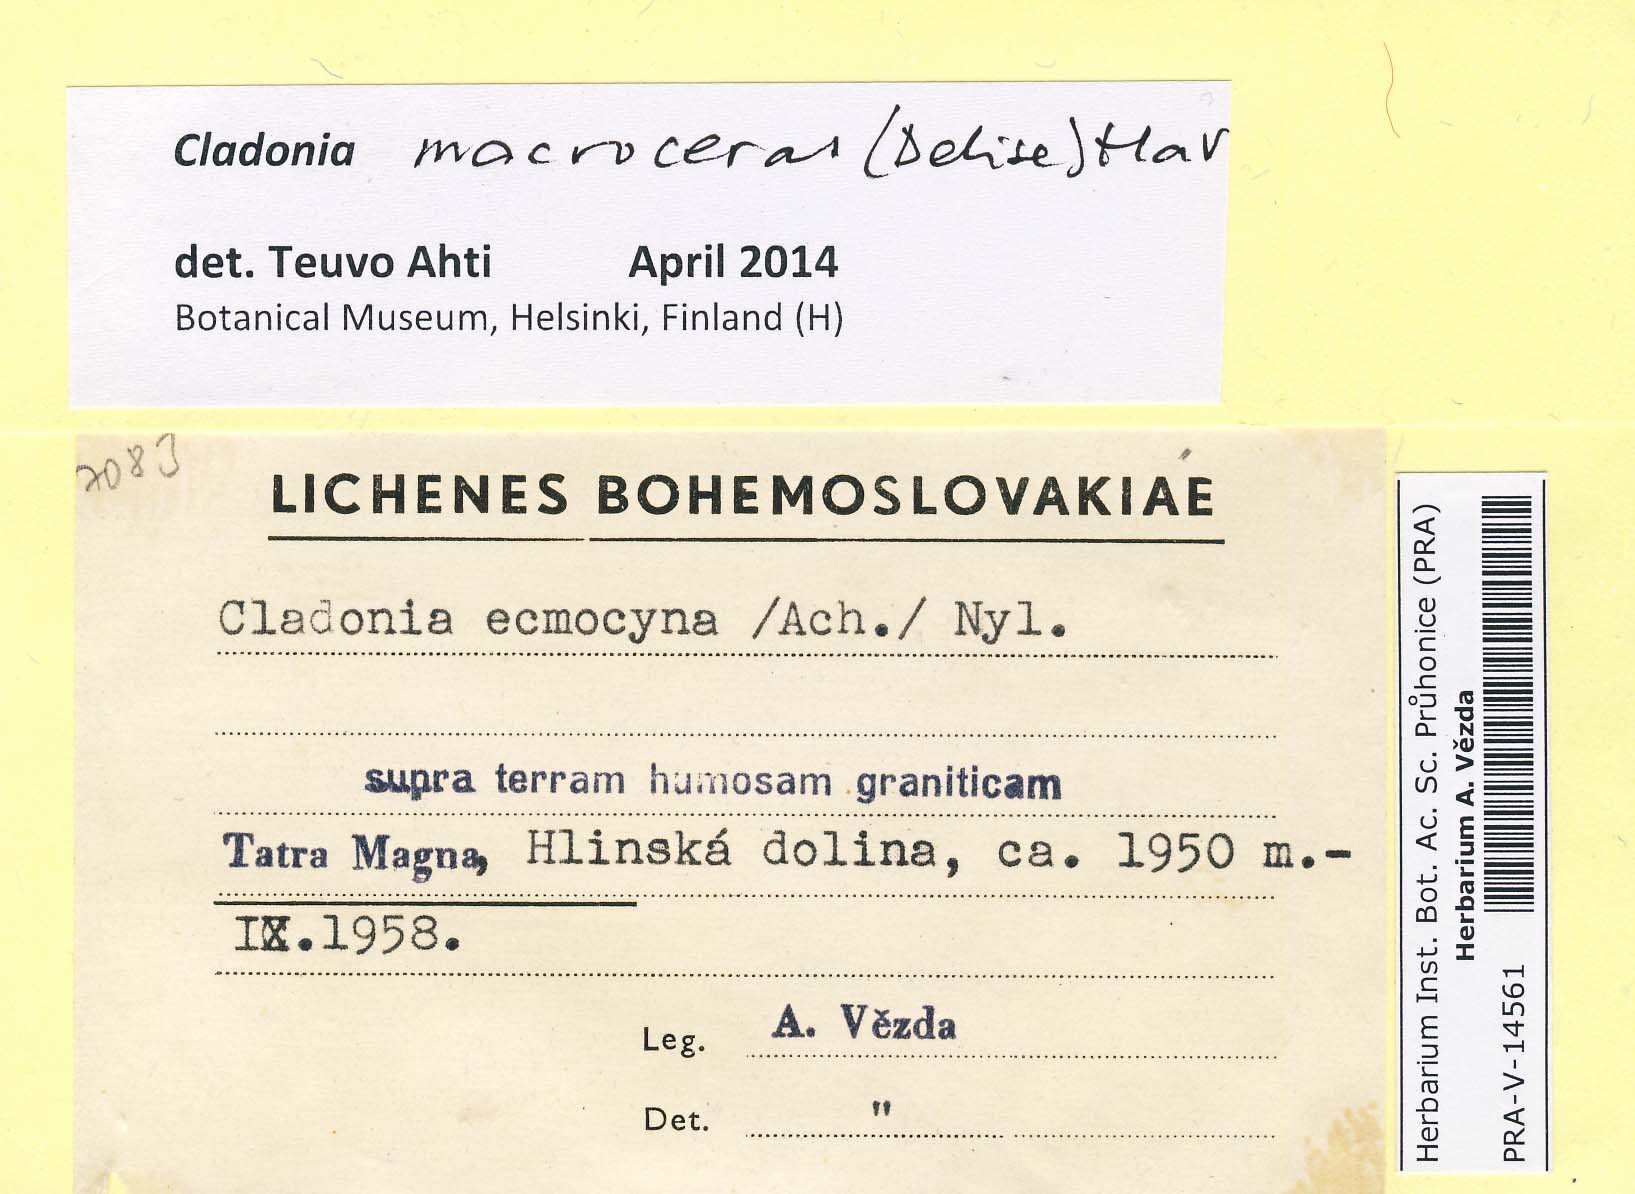 Cladonia macroceras (Delise) Hav
det. Teuvo Ahti April 2014
Botanical Museum, Helsinki, Finland (H)
7083
LICHENES BOHEMOSLOVAKIAE
Cladonia ecmocyna /Ach./ Nyl.
supra terram humosam graniticam
Tatra Magna, Hlinská dolina, ca. 1950 m.-
IX.1958.
Leg. A. Vězda
Det. "
Herbarium Inst. Bot. Ac. Sc. Průhonice (PRA)
Herbarium A. Vězda
PRA-V-14561